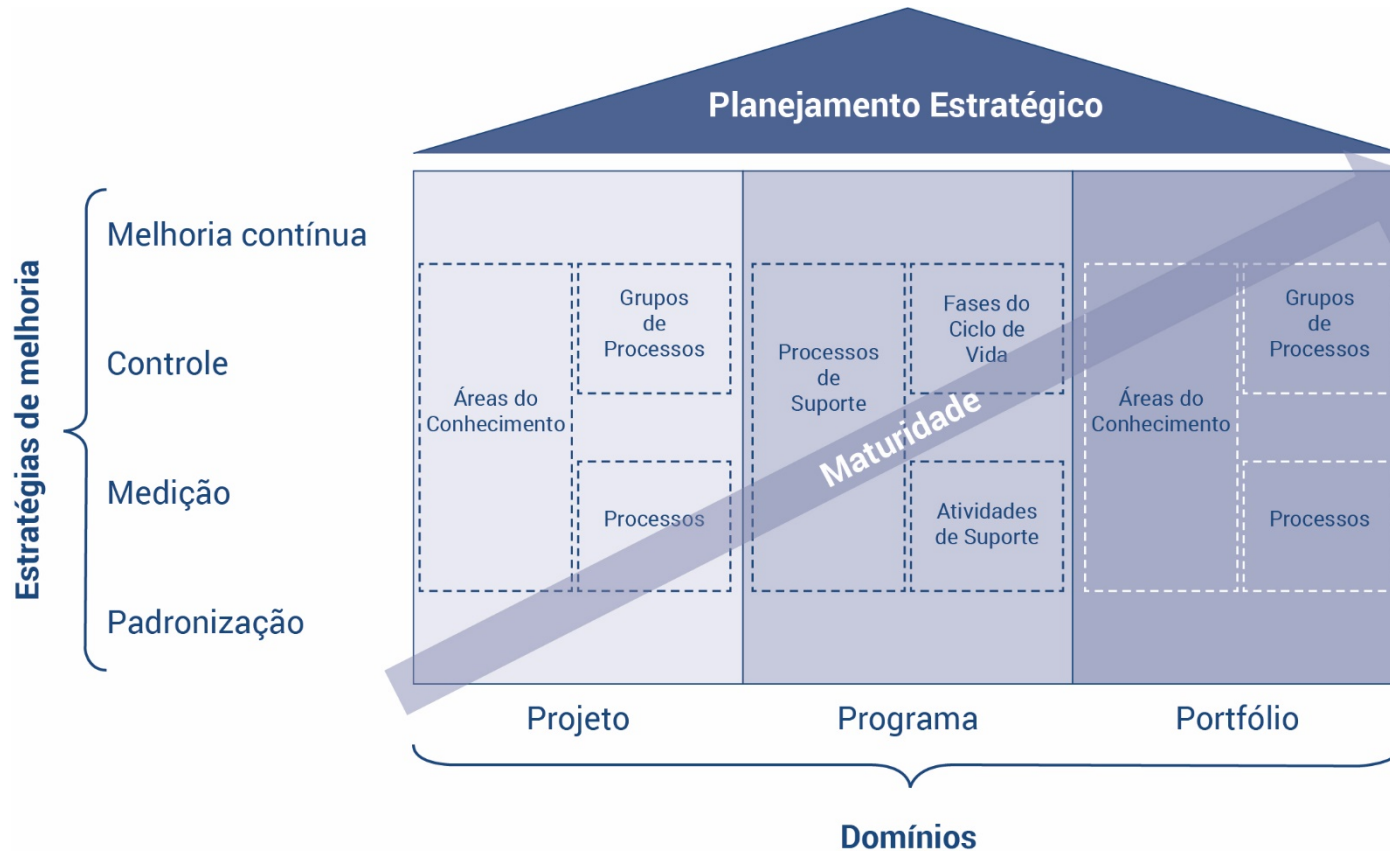 Planejamento Estratégico
Estratégias de melhoria
Melhoria contínua
Controle
Medição
Padronização
Áreas do
Conhecimento
Grupos
de
Processos
Processos
Processos
de
Suporte
Fases do
Ciclo de
Vida
Atividades
de Suporte
Áreas do
Conhecimento
Grupos
de
Processos
Processos
Maturidade
Projeto
Programa
Portfólio
Domínios